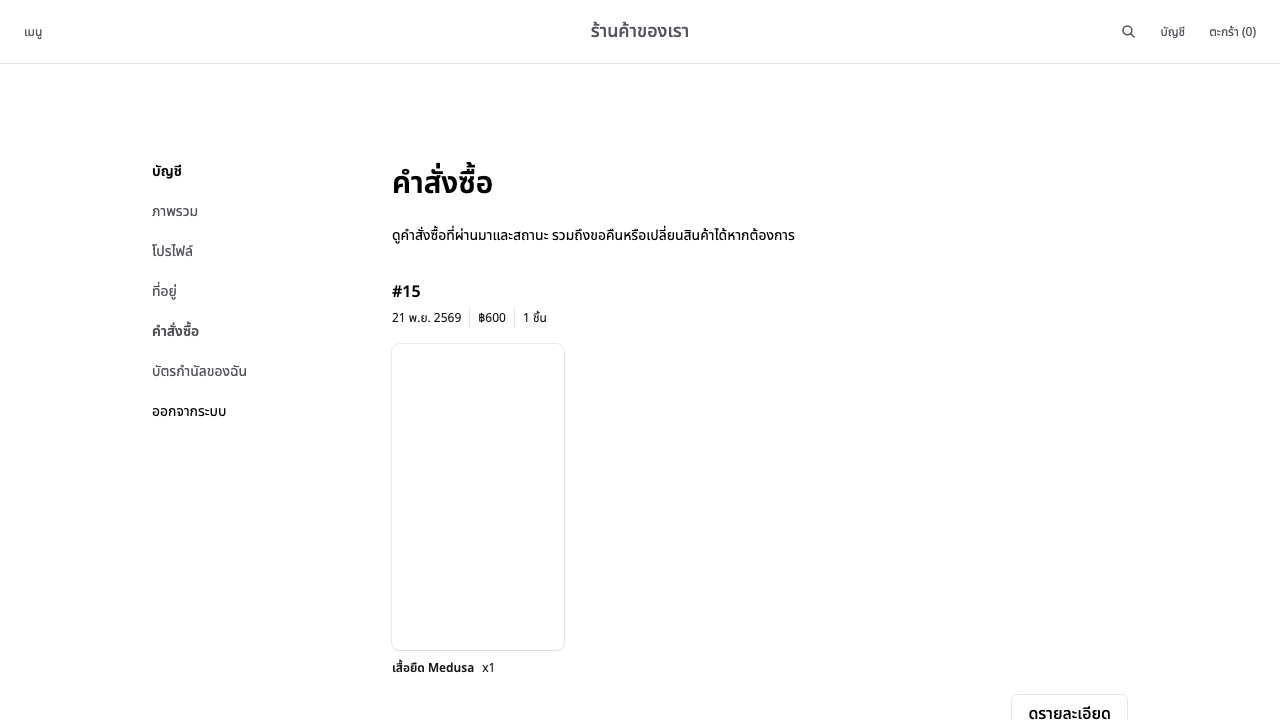 เมนู
ร้านค้าของเรา
บัญชี
ตะกร้า (0)
บัญชี
ภาพรวม
โปรไฟล์
ที่อยู่
คำสั่งซื้อ
บัตรกำนัลของฉัน
ออกจากระบบ
คำสั่งซื้อ
ดูคำสั่งซื้อที่ผ่านมาและสถานะ รวมถึงขอคืนหรือเปลี่ยนสินค้าได้หากต้องการ
#15
21 พ.ย. 2569 ฿600 1 ชิ้น
เสื้อยืด Medusa x1
ดูรายละเอียด